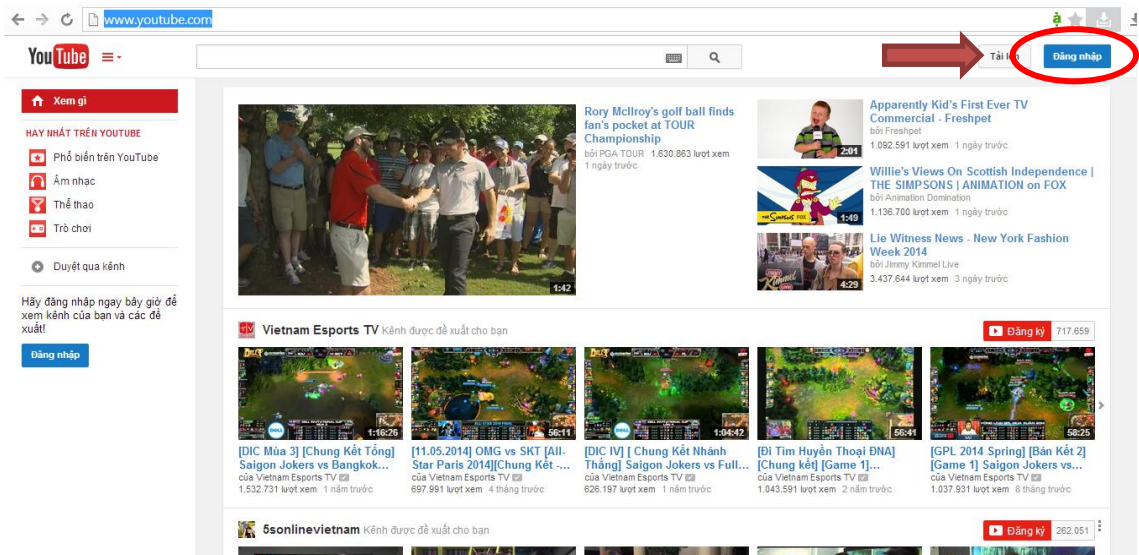 www.youtube.com
YouTube
Tải lên
Đăng nhập
Xem gì
HAY NHẤT TRÊN YOUTUBE
Phổ biến trên YouTube
Âm nhạc
Thể thao
Trò chơi
Duyệt qua kênh
Hãy đăng nhập ngay bây giờ để
xem kênh của bạn và các đề
xuất!
Đăng nhập
1:42
Rory McIlroy's golf ball finds
fan's pocket at TOUR
Championship
bởi PGA TOUR 1.630.863 lượt xem
1 ngày trước
2:01
Apparently Kid's First Ever TV
Commercial - Freshpet
bởi Freshpet
1.092.591 lượt xem 1 ngày trước
THE SIMPSONS FOX
1:49
Willie's Views On Scottish Independence |
THE SIMPSONS | ANIMATION on FOX
bởi Animation Domination
1.136.700 lượt xem 1 ngày trước
Kimmel
4:29
Lie Witness News - New York Fashion
Week 2014
bởi Jimmy Kimmel Live
3.437.644 lượt xem 3 ngày trước
Vietnam Esports TV Kênh được đề xuất cho bạn
Đăng ký 717.659
1:16:26
[DIC Mùa 3] [Chung Kết Tổng]
Saigon Jokers vs Bangkok...
của Vietnam Esports TV
1.532.731 lượt xem 1 năm trước
56:11
[11.05.2014] OMG vs SKT [All-
Star Paris 2014][Chung Kết -...
của Vietnam Esports TV
697.991 lượt xem 4 tháng trước
DELL
1:04:42
[DIC IV] [ Chung Kết Nhánh
Thắng] Saigon Jokers vs Full...
của Vietnam Esports TV
626.197 lượt xem 1 năm trước
56:41
[Đi Tìm Huyền Thoại ĐNA]
[Chung kết] [Game 1]...
của Vietnam Esports TV
1.043.591 lượt xem 2 năm trước
58:25
[GPL 2014 Spring] [Bán Kết 2]
[Game 1] Saigon Jokers vs...
của Vietnam Esports TV
1.037.931 lượt xem 8 tháng trước
5sonlinevietnam Kênh được đề xuất cho bạn
Đăng ký 262.051